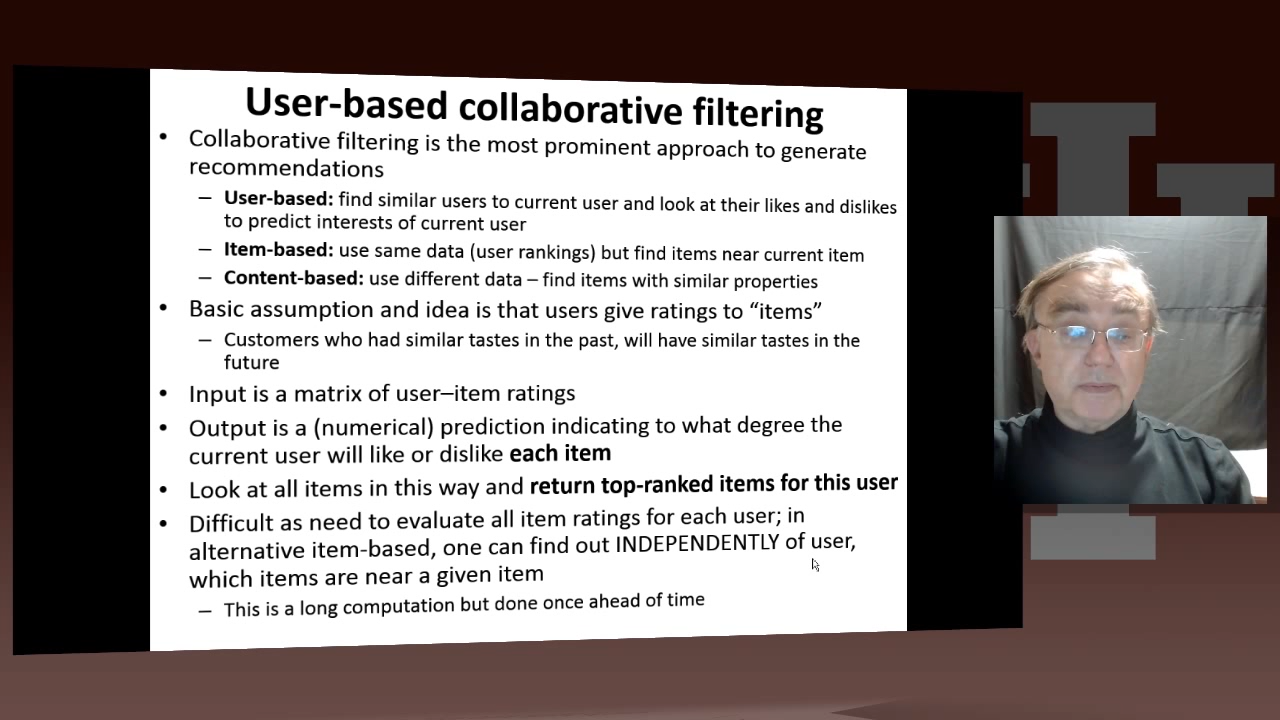 User-based collaborative filtering
• Collaborative filtering is the most prominent approach to generate
recommendations
– User-based: find similar users to current user and look at their likes and dislikes
to predict interests of current user
– Item-based: use same data (user rankings) but find items near current item
– Content-based: use different data – find items with similar properties
• Basic assumption and idea is that users give ratings to “items”
– Customers who had similar tastes in the past, will have similar tastes in the
future
• Input is a matrix of user–item ratings
• Output is a (numerical) prediction indicating to what degree the
current user will like or dislike each item
• Look at all items in this way and return top-ranked items for this user
• Difficult as need to evaluate all item ratings for each user; in
alternative item-based, one can find out INDEPENDENTLY of user,
which items are near a given item
– This is a long computation but done once ahead of time